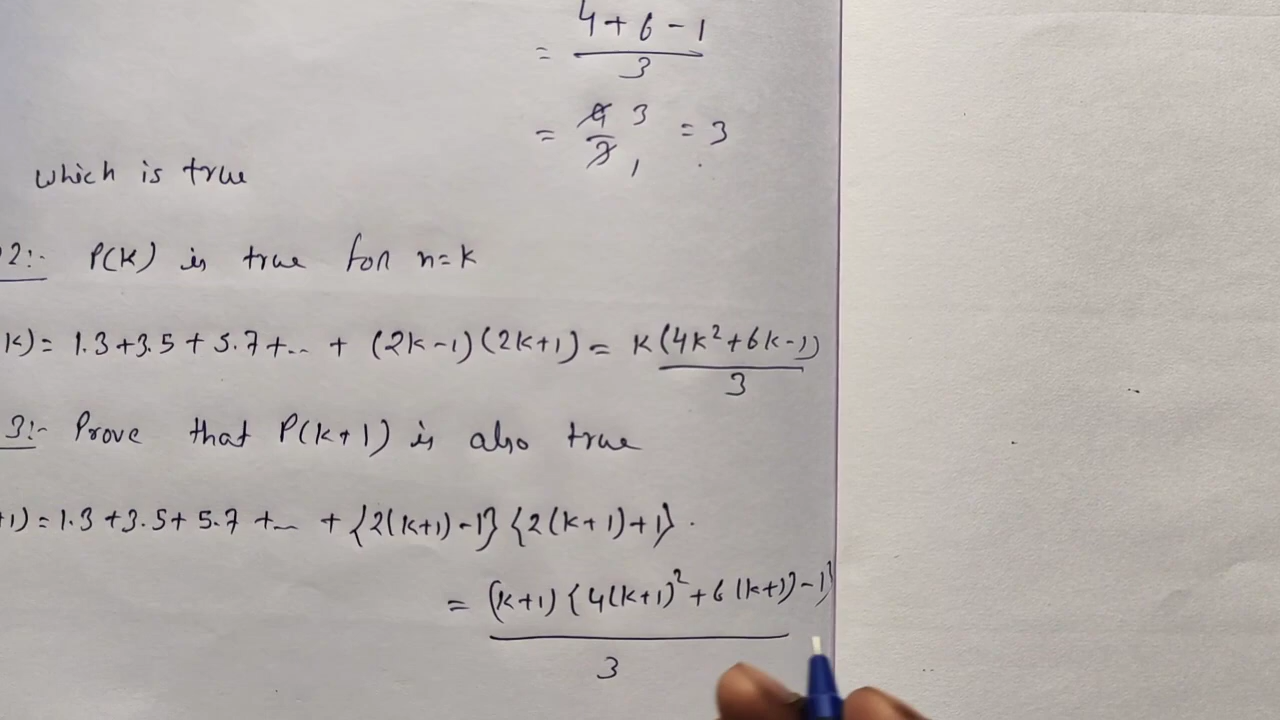 = 4+6-1 / 3
= 9/3 3 1 = 3
which is true
2:- P(K) is true for n=k
K) = 1.3+3.5+5.7+... + (2k-1)(2k+1) = K(4k²+6k-1) / 3
3:- Prove that P(k+1) is also true
+1) = 1.3+3.5+5.7+... + {2(k+1)-1} {2(k+1)+1}.
= (k+1) {4(k+1)²+6(k+1)-1} / 3